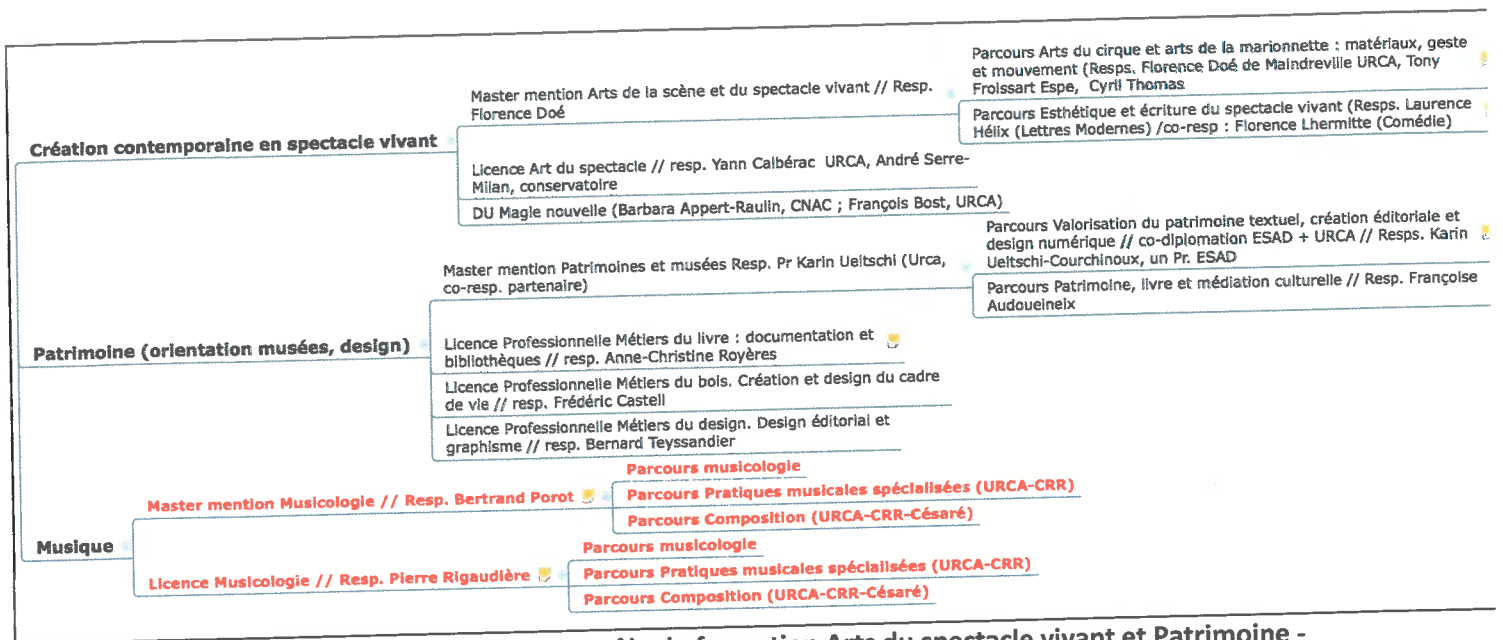 Création contemporaine en spectacle vivant
Master mention Arts de la scène et du spectacle vivant // Resp.
Florence Doé
Parcours Arts du cirque et arts de la marionnette : matériaux, geste
et mouvement (Resps. Florence Doé de Maindreville URCA, Tony
Froissart Espe, Cyril Thomas
Parcours Esthétique et écriture du spectacle vivant (Resps. Laurence
Hélix (Lettres Modernes) /co-resp : Florence Lhermitte (Comédie)
Licence Art du spectacle // resp. Yann Calbérac URCA, André Serre-
Milan, conservatoire
DU Magie nouvelle (Barbara Appert-Raulin, CNAC ; François Bost, URCA)
Patrimoine (orientation musées, design)
Master mention Patrimoines et musées Resp. Pr Karin Ueltschi (Urca,
co-resp. partenaire)
Parcours Valorisation du patrimoine textuel, création éditoriale et
design numérique // co-diplomation ESAD + URCA // Resps. Karin
Ueltschi-Courchinoux, un Pr. ESAD
Parcours Patrimoine, livre et médiation culturelle // Resp. Françoise
Audoueineix
Licence Professionnelle Métiers du livre : documentation et
bibliothèques // resp. Anne-Christine Royères
Licence Professionnelle Métiers du bois. Création et design du cadre
de vie // resp. Frédéric Castell
Licence Professionnelle Métiers du design. Design éditorial et
graphisme // resp. Bernard Teyssandier
Musique
Master mention Musicologie // Resp. Bertrand Porot
Parcours musicologie
Parcours Pratiques musicales spécialisées (URCA-CRR)
Parcours Composition (URCA-CRR-Césaré)
Licence Musicologie // Resp. Pierre Rigaudière
Parcours musicologie
Parcours Pratiques musicales spécialisées (URCA-CRR)
Parcours Composition (URCA-CRR-Césaré)
de formation Arts du spectacle vivant et Patrimoine -